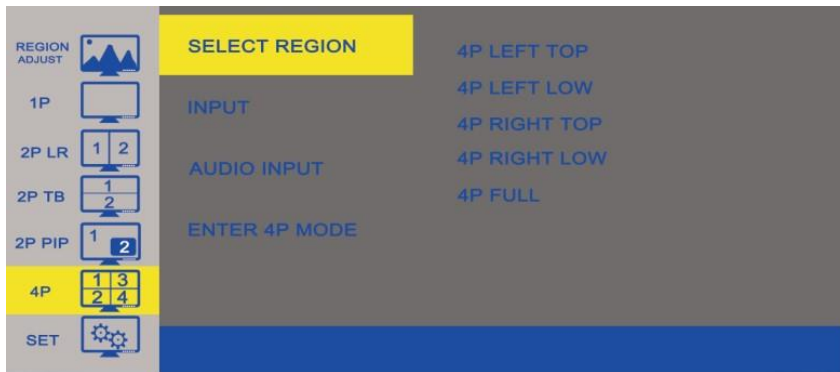 REGION
ADJUST
1P
2P LR
1 2
2P TB
1
2
2P PIP
1
2
4P
1 3
2 4
SET
SELECT REGION
INPUT
AUDIO INPUT
ENTER 4P MODE
4P LEFT TOP
4P LEFT LOW
4P RIGHT TOP
4P RIGHT LOW
4P FULL